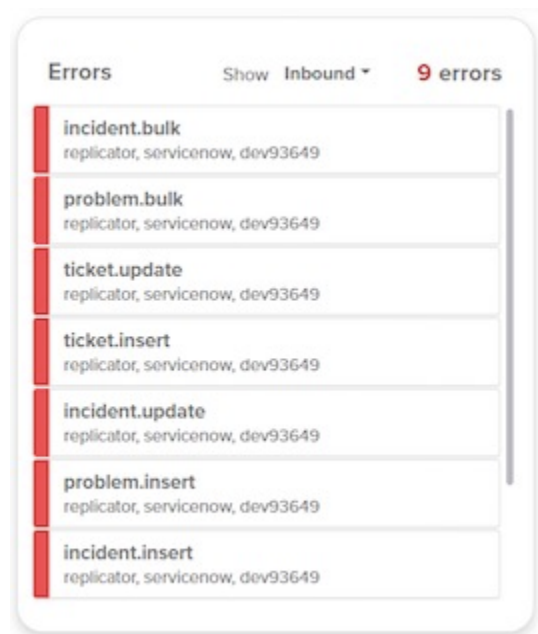 Errors Show Inbound 9 errors
incident.bulk
replicator, servicenow, dev93649
problem.bulk
replicator, servicenow, dev93649
ticket.update
replicator, servicenow, dev93649
ticket.insert
replicator, servicenow, dev93649
incident.update
replicator, servicenow, dev93649
problem.insert
replicator, servicenow, dev93649
incident.insert
replicator, servicenow, dev93649